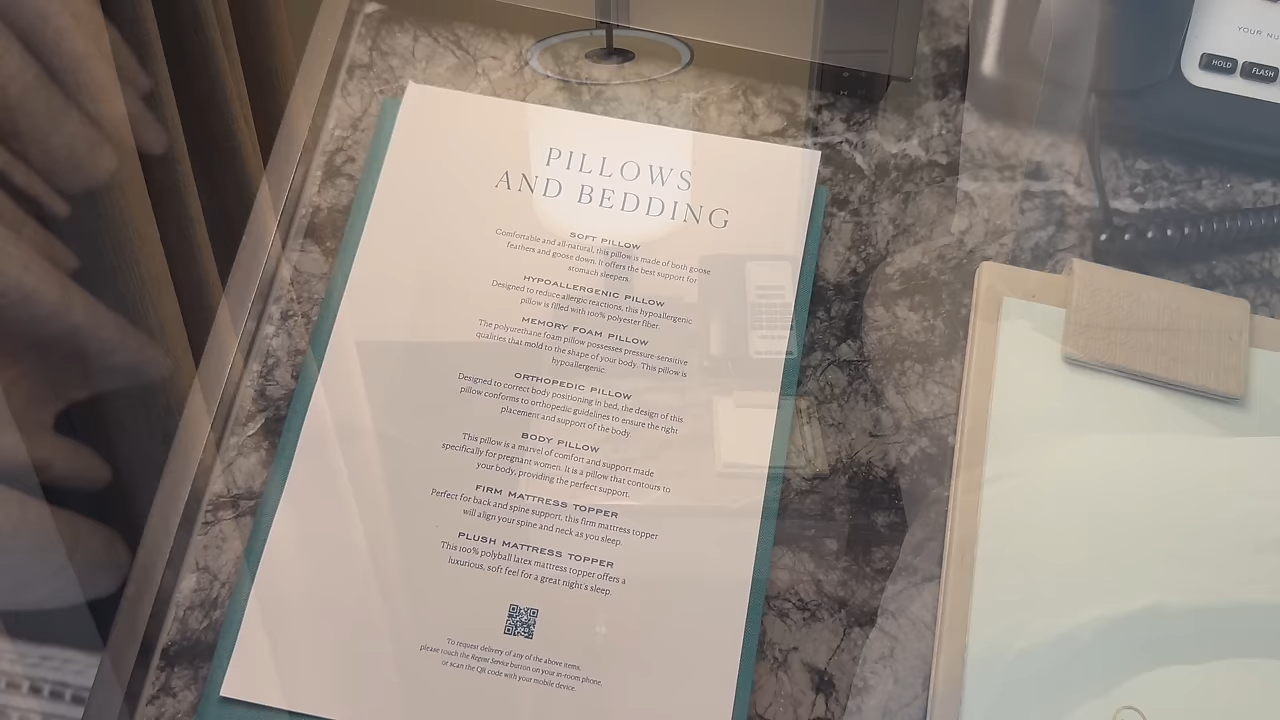 YOUR
HOLD
FLASH
PILLOWS
AND BEDDING
SOFT PILLOW
Comfortable and all-natural, this pillow is made of both goose
feathers and goose down. It offers the best support for
stomach sleepers.
HYPOALLERGENIC PILLOW
Designed to reduce allergic reactions, this hypoallergenic
pillow is filled with 100% polyester fiber.
MEMORY FOAM PILLOW
The polyurethane foam pillow possesses pressure-sensitive
qualities that mold to the shape of your body. This pillow is
hypoallergenic.
ORTHOPEDIC PILLOW
Designed to correct body positioning in bed, the design of this
pillow conforms to orthopedic guidelines to ensure the right
placement and support of the body
BODY PILLOW
This pillow is a marvel of comfort and support made
specifically for pregnant women. It is a pillow that contours to
your body, providing the perfect support.
FIRM MATTRESS TOPPER
Perfect for back and spine support, this firm mattress topper
will align your spine and neck as you sleep.
PLUSH MATTRESS TOPPER
This 100% polyball latex mattress topper offers a
luxurious, soft feel for a great night's sleep.
To request delivery of any of the above items,
please touch the Regent Service button on your in-room phone,
or scan the QR code with your mobile device.